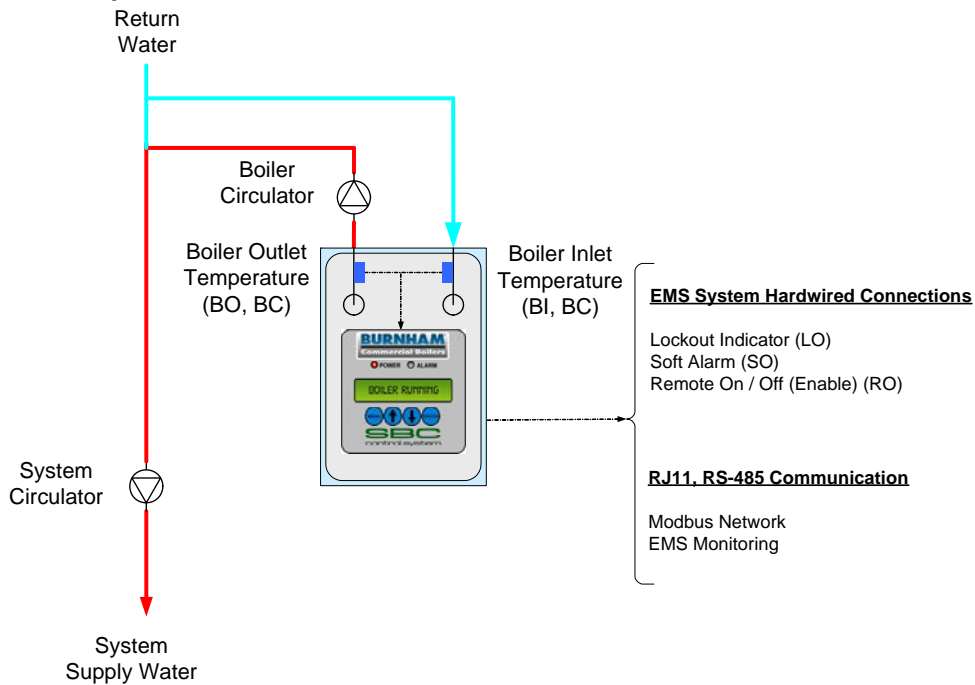 Return
Water
Boiler
Circulator
Boiler Outlet
Temperature
(BO, BC)
Boiler Inlet
Temperature
(BI, BC)
EMS System Hardwired Connections
Lockout Indicator (LO)
Soft Alarm (SO)
Remote On / Off (Enable) (RO)
BURNHAM
Commercial Boilers
POWER ALARM
BOILER RUNNING
SBC
control system
System
Circulator
RJ11, RS-485 Communication
Modbus Network
EMS Monitoring
System
Supply Water